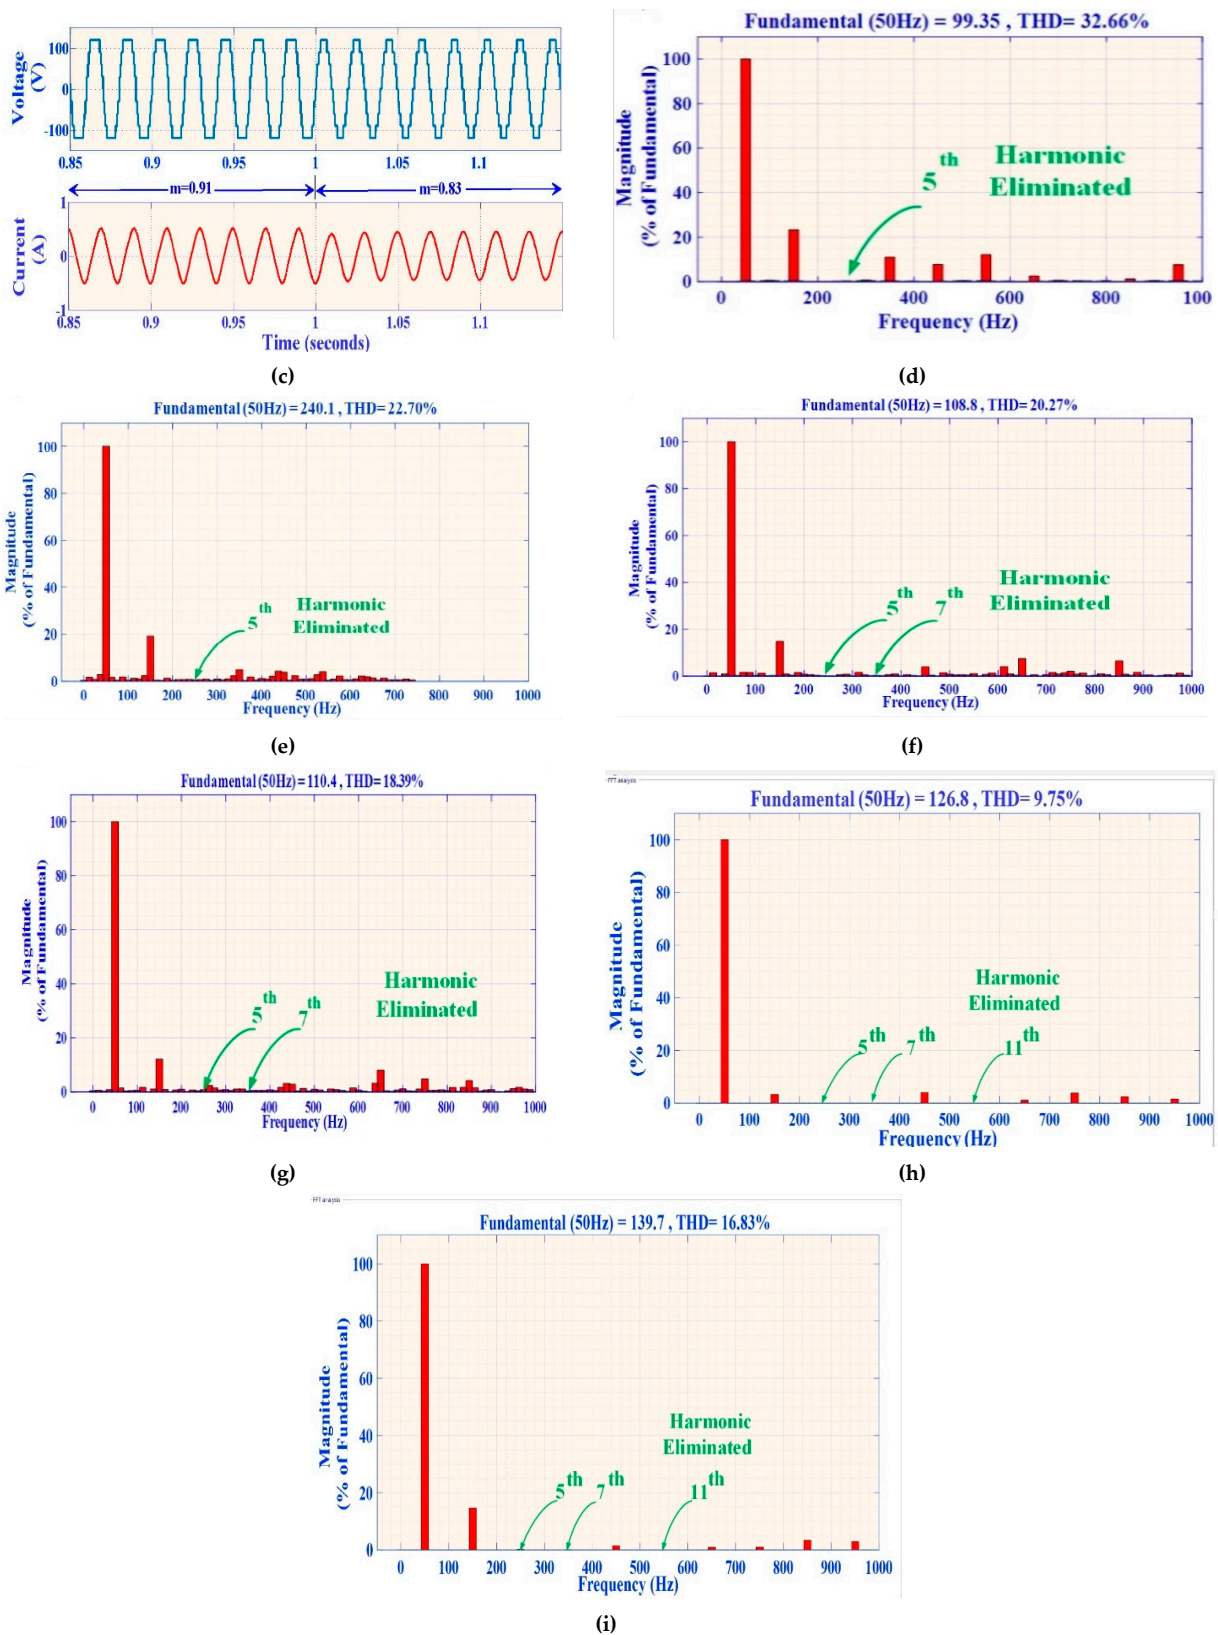 Voltage
(V)
100
0
-100
0.85 0.9 0.95 1 1.05 1.1
m=0.91 m=0.83
Current
(A)
1
0
-1
0.85 0.9 0.95 1 1.05 1.1
Time (seconds)
(c)
Fundamental (50Hz) = 99.35 , THD= 32.66%
Magnitude
(% of Fundamental)
100
80
60
40
20
0
5th Harmonic
Eliminated
0 200 400 600 800 100
Frequency (Hz)
(d)
Fundamental (50Hz) = 240.1 , THD= 22.70%
Magnitude
(% of Fundamental)
100
80
60
40
20
0
5th Harmonic
Eliminated
0 100 200 300 400 500 600 700 800 900 1000
Frequency (Hz)
(e)
Fundamental (50Hz) = 108.8 , THD= 20.27%
Magnitude
(% of Fundamental)
100
80
60
40
20
0
5th 7th Harmonic
Eliminated
0 100 200 300 400 500 600 700 800 900 1000
Frequency (Hz)
(f)
Fundamental (50Hz) = 110.4 , THD= 18.39%
Magnitude
(% of Fundamental)
100
80
60
40
20
0
5th 7th Harmonic
Eliminated
0 100 200 300 400 500 600 700 800 900 1000
Frequency (Hz)
(g)
FFT analysis
Fundamental (50Hz) = 126.8 , THD= 9.75%
Magnitude
(% of Fundamental)
100
80
60
40
20
0
Harmonic
Eliminated
5th 7th 11th
0 100 200 300 400 500 600 700 800 900 1000
Frequency (Hz)
(h)
FFT analysis
Fundamental (50Hz) = 139.7 , THD= 16.83%
Magnitude
(% of Fundamental)
100
80
60
40
20
0
Harmonic
Eliminated
5th 7th 11th
0 100 200 300 400 500 600 700 800 900 1000
Frequency (Hz)
(i)